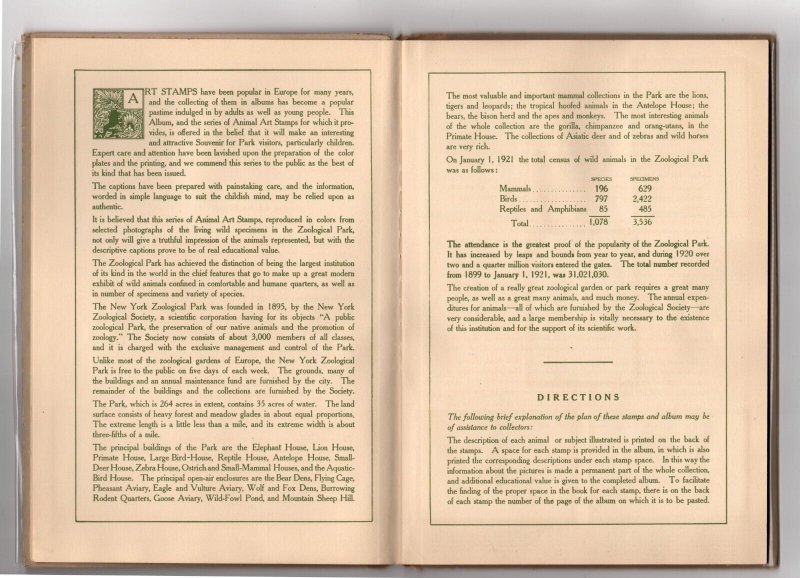 ART STAMPS have been popular in Europe for many years,
and the collecting of them in albums has become a popular
pastime indulged in by adults as well as young people. This
Album, and the series of Animal Art Stamps for which it pro-
vides, is offered in the belief that it will make an interesting
and attractive Souvenir for Park visitors, particularly children.
Expert care and attention have been lavished upon the preparation of the color
plates and the printing, and we commend this series to the public as the best of
its kind that has been issued.
The captions have been prepared with painstaking care, and the information,
worded in simple language to suit the childish mind, may be relied upon as
authentic.
It is believed that this series of Animal Art Stamps, reproduced in colors from
selected photographs of the living wild specimens in the Zoological Park,
not only will give a truthful impression of the animals represented, but with the
descriptive captions prove to be of real educational value.
The Zoological Park has achieved the distinction of being the largest institution
of its kind in the world in the chief features that go to make up a great modern
exhibit of wild animals confined in comfortable and humane quarters, as well as
in number of specimens and variety of species.
The New York Zoological Park was founded in 1895, by the New York
Zoological Society, a scientific corporation having for its objects "A public
zoological Park, the preservation of our native animals and the promotion of
zoology." The Society now consists of about 3,000 members of all classes,
and it is charged with the exclusive management and control of the Park.
Unlike most of the zoological gardens of Europe, the New York Zoological
Park is free to the public on five days of each week. The grounds, many of
the buildings and an annual maintenance fund are furnished by the city. The
remainder of the buildings and the collections are furnished by the Society.
The Park, which is 264 acres in extent, contains 35 acres of water. The land
surface consists of heavy forest and meadow glades in about equal proportions.
The extreme length is a little less than a mile, and its extreme width is about
three-fifths of a mile.
The principal buildings of the Park are the Elephant House, Lion House,
Primate House, Large Bird-House, Reptile House, Antelope House, Small-
Deer House, Zebra House, Ostrich and Small-Mammal Houses, and the Aquatic-
Bird House. The principal open-air enclosures are the Bear Dens, Flying Cage,
Pheasant Aviary, Eagle and Vulture Aviary, Wolf and Fox Dens, Burrowing
Rodent Quarters, Goose Aviary, Wild-Fowl Pond, and Mountain Sheep Hill.
The most valuable and important mammal collections in the Park are the lions,
tigers and leopards; the tropical hoofed animals in the Antelope House; the
bears, the bison herd and the apes and monkeys. The most interesting animals
of the whole collection are the gorilla, chimpanzee and orang-utans, in the
Primate House. The collections of Asiatic deer and of zebras and wild horses
are very rich.
On January 1, 1921 the total census of wild animals in the Zoological Park
was as follows:
SPECIES SPECIMENS
Mammals............... 196 629
Birds................... 797 2,422
Reptiles and Amphibians 85 485
Total............ 1,078 3,536
The attendance is the greatest proof of the popularity of the Zoological Park.
It has increased by leaps and bounds from year to year, and during 1920 over
two and a quarter million visitors entered the gates. The total number recorded
from 1899 to January 1, 1921, was 31,021,030.
The creation of a really great zoological garden or park requires a great many
people, as well as a great many animals, and much money. The annual expen-
ditures for animals—all of which are furnished by the Zoological Society—are
very considerable, and a large membership is vitally necessary to the existence
of this institution and for the support of its scientific work.
DIRECTIONS
The following brief explanation of the plan of these stamps and album may be
of assistance to collectors:
The description of each animal or subject illustrated is printed on the back of
the stamps. A space for each stamp is provided in the album, in which is also
printed the corresponding descriptions under each stamp space. In this way the
information about the pictures is made a permanent part of the whole collection,
and additional educational value is given to the completed album. To facilitate
the finding of the proper space in the book for each stamp, there is on the back
of each stamp the number of the page of the album on which it is to be pasted.